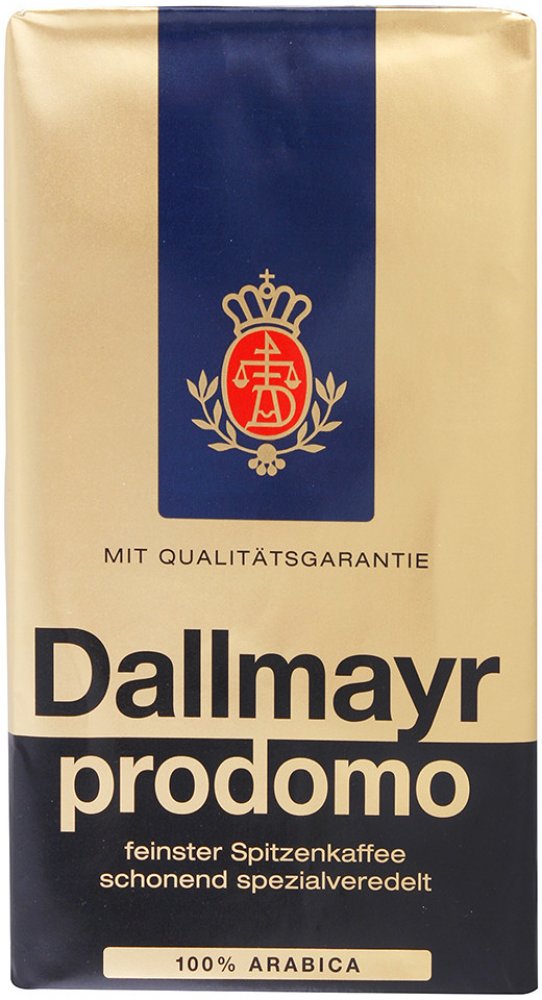 MIT QUALITÄTSGARANTIE
Dallmayr
prodomo
feinster Spitzenkaffee
schonend spezialveredelt
100% ARABICA